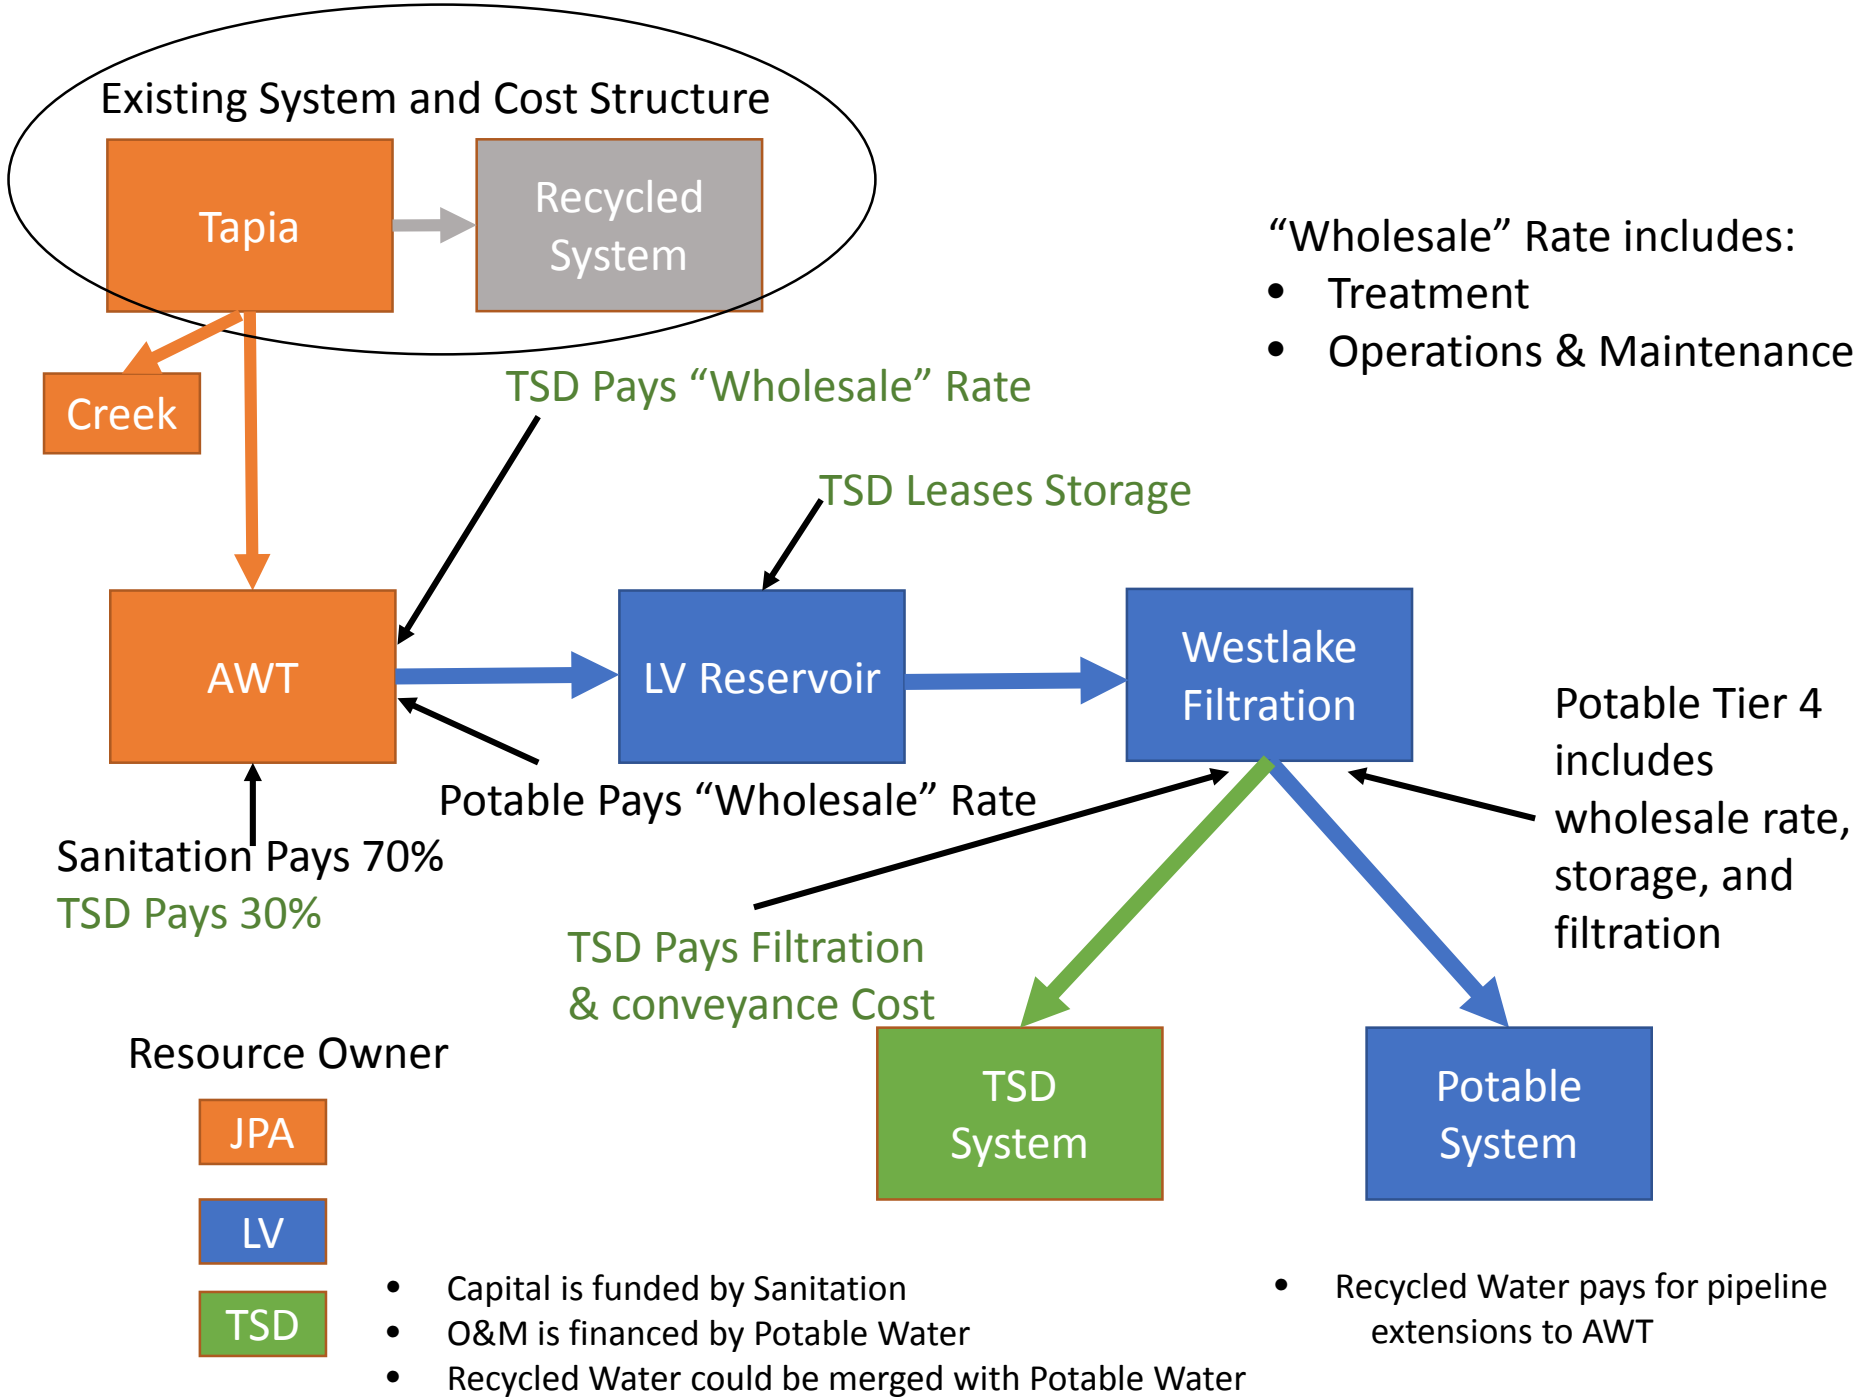 Existing System and Cost Structure
Tapia
Recycled
System
“Wholesale” Rate includes:
• Treatment
• Operations & Maintenance
Creek
TSD Pays “Wholesale” Rate
TSD Leases Storage
AWT
LV Reservoir
Westlake
Filtration
Potable Tier 4
includes
wholesale rate,
storage, and
filtration
Potable Pays “Wholesale” Rate
Sanitation Pays 70%
TSD Pays 30%
TSD Pays Filtration
& conveyance Cost
TSD
System
Potable
System
Resource Owner
JPA
LV
TSD
• Capital is funded by Sanitation
• O&M is financed by Potable Water
• Recycled Water could be merged with Potable Water
• Recycled Water pays for pipeline
extensions to AWT